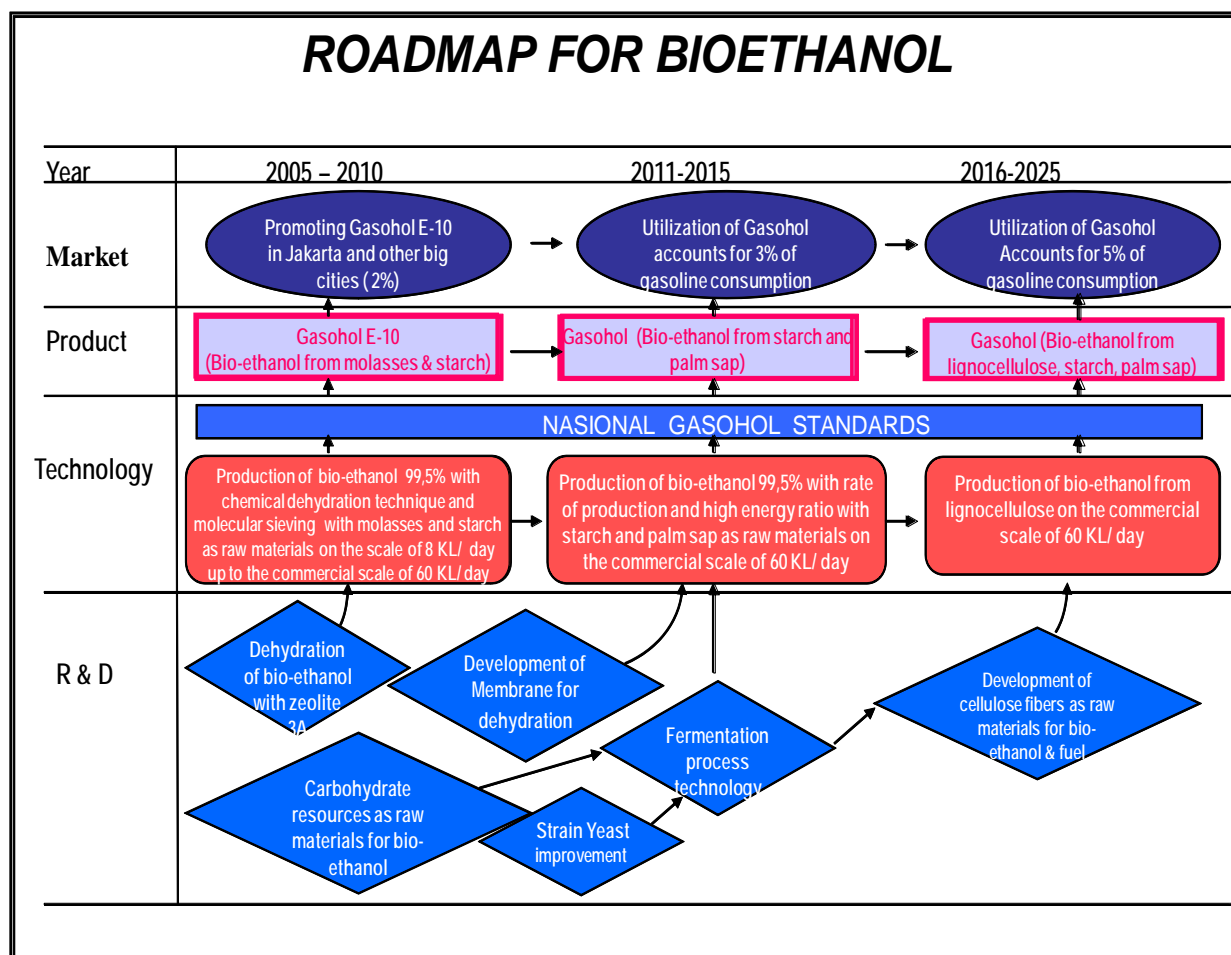 ROADMAP FOR BIOETHANOL
Year
2005 – 2010
2011-2015
2016-2025
Market
Promoting Gasohol E-10
in Jakarta and other big
cities ( 2%)
Utilization of Gasohol
accounts for 3% of
gasoline consumption
Utilization of Gasohol
Accounts for 5% of
gasoline consumption
Product
Gasohol E-10
(Bio-ethanol from molasses & starch)
Gasohol (Bio-ethanol from starch and
palm sap)
Gasohol (Bio-ethanol from
lignocellulose, starch, palm sap)
NASIONAL GASOHOL STANDARDS
Technology
Production of bio-ethanol 99,5% with
chemical dehydration technique and
molecular sieving with molasses and starch
as raw materials on the scale of 8 KL/ day
up to the commercial scale of 60 KL/ day
Production of bio-ethanol 99,5% with rate
of production and high energy ratio with
starch and palm sap as raw materials on
the commercial scale of 60 KL/ day
Production of bio-ethanol from
lignocellulose on the commercial
scale of 60 KL/ day
R & D
Dehydration
of bio-ethanol
with zeolite
3A
Development of
Membrane for
dehydration
Fermentation
process
technology
Development of
cellulose fibers as raw
materials for bio-
ethanol & fuel
Carbohydrate
resources as raw
materials for bio-
ethanol
Strain Yeast
improvement